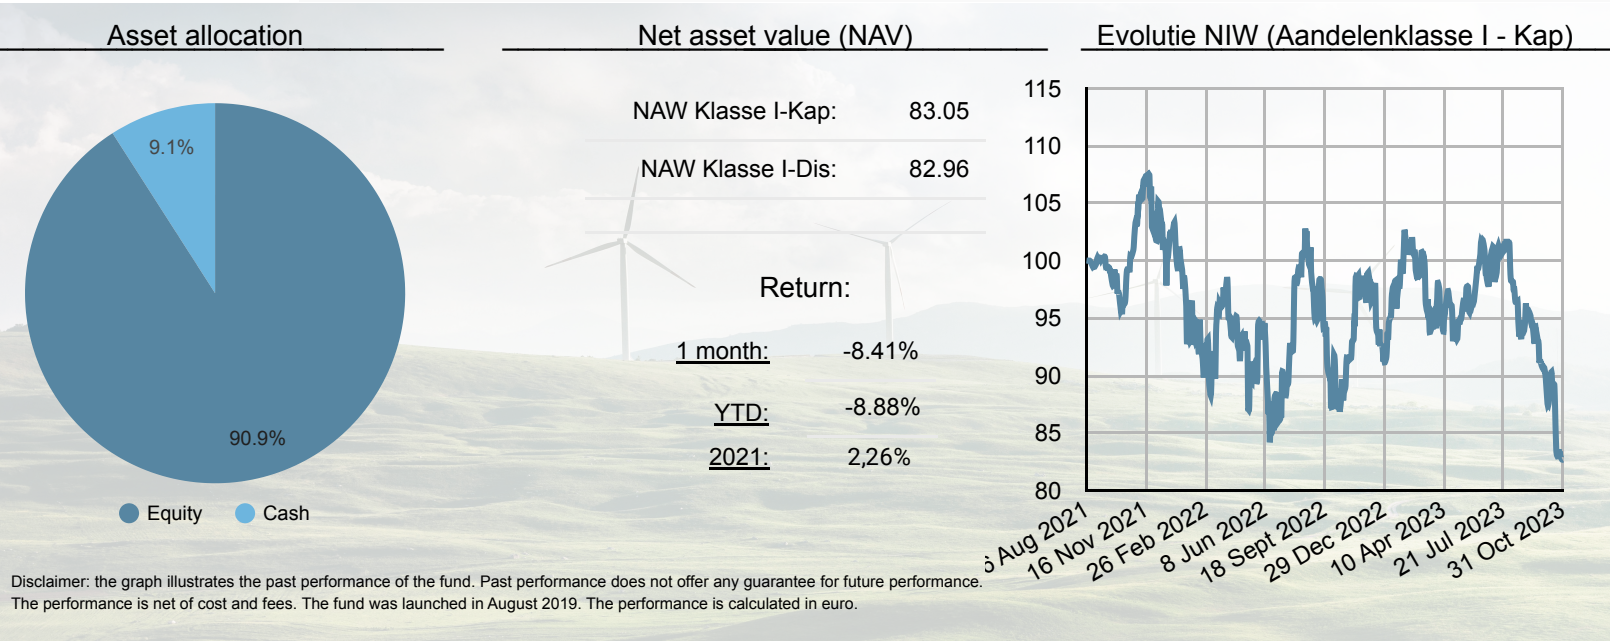 Asset allocation
9.1%
90.9%
Equity
Cash
Net asset value (NAV)
NAW Klasse I-Kap: 83.05
NAW Klasse I-Dis: 82.96
Return:
1 month: -8.41%
YTD: -8.88%
2021: 2,26%
Evolutie NIW (Aandelenklasse I - Kap)
115
110
105
100
95
90
85
80
Aug 2021
16 Nov 2021
26 Feb 2022
8 Jun 2022
18 Sept 2022
29 Dec 2022
10 Apr 2023
21 Jul 2023
31 Oct 2023
Disclaimer: the graph illustrates the past performance of the fund. Past performance does not offer any guarantee for future performance.
The performance is net of cost and fees. The fund was launched in August 2019. The performance is calculated in euro.